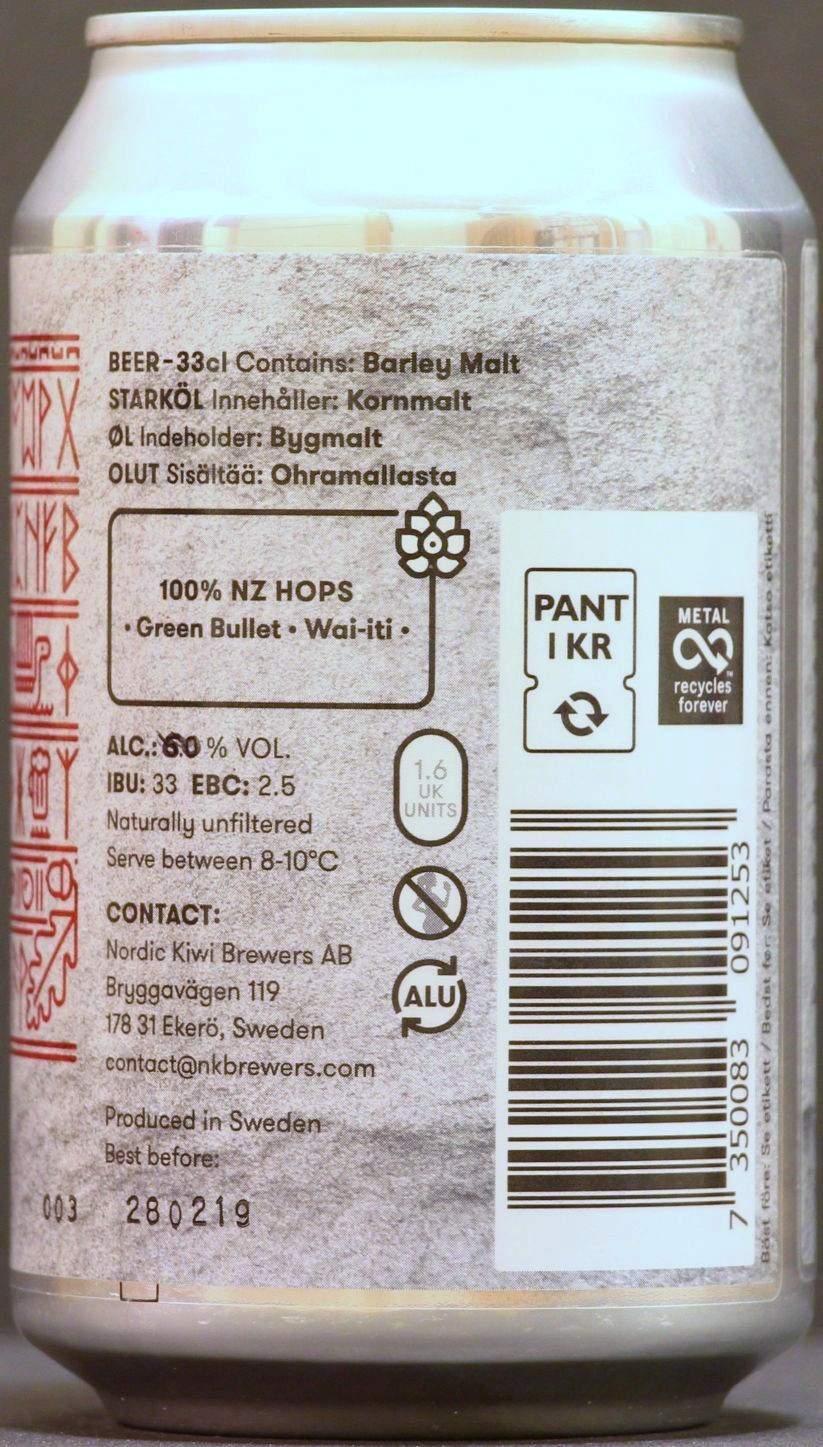 BEER-33cl Contains: Barley Malt
STARKÖL Innehåller: Kornmalt
ØL Indeholder: Bygmalt
OLUT Sisältää: Ohramallasta
100% NZ HOPS
• Green Bullet • Wai-iti •
ALC.: % VOL.
IBU: 33 EBC: 2.5
Naturally unfiltered
Serve between 8-10°C
1.6
UK
UNITS
CONTACT:
Nordic Kiwi Brewers AB
Bryggavägen 119
178 31 Ekerö, Sweden
contact@nkbrewers.com
ALU
Produced in Sweden
Best before:
003 280219
PANT
1 KR
METAL
recycles
forever
7 350083 091253
Bäst före: Se etikett / Bedst før: Se etiket / Parasta ennen: Katso etiketti